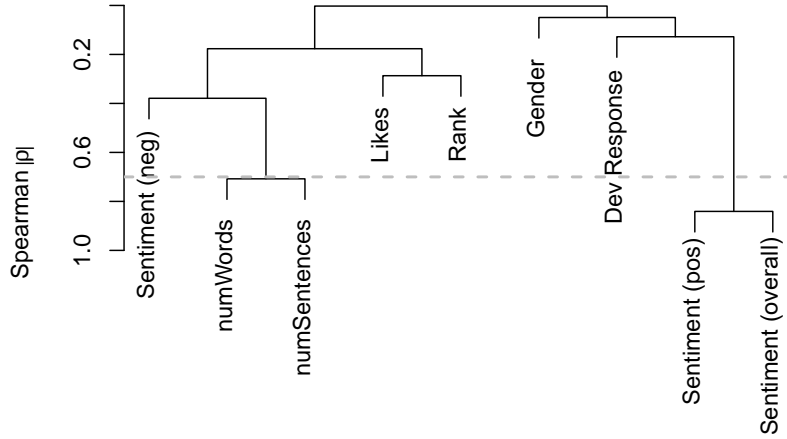 Spearman |ρ|
0.2
0.6
1.0
Sentiment (neg)
numWords
numSentences
Likes
Rank
Gender
Dev Response
Sentiment (pos)
Sentiment (overall)